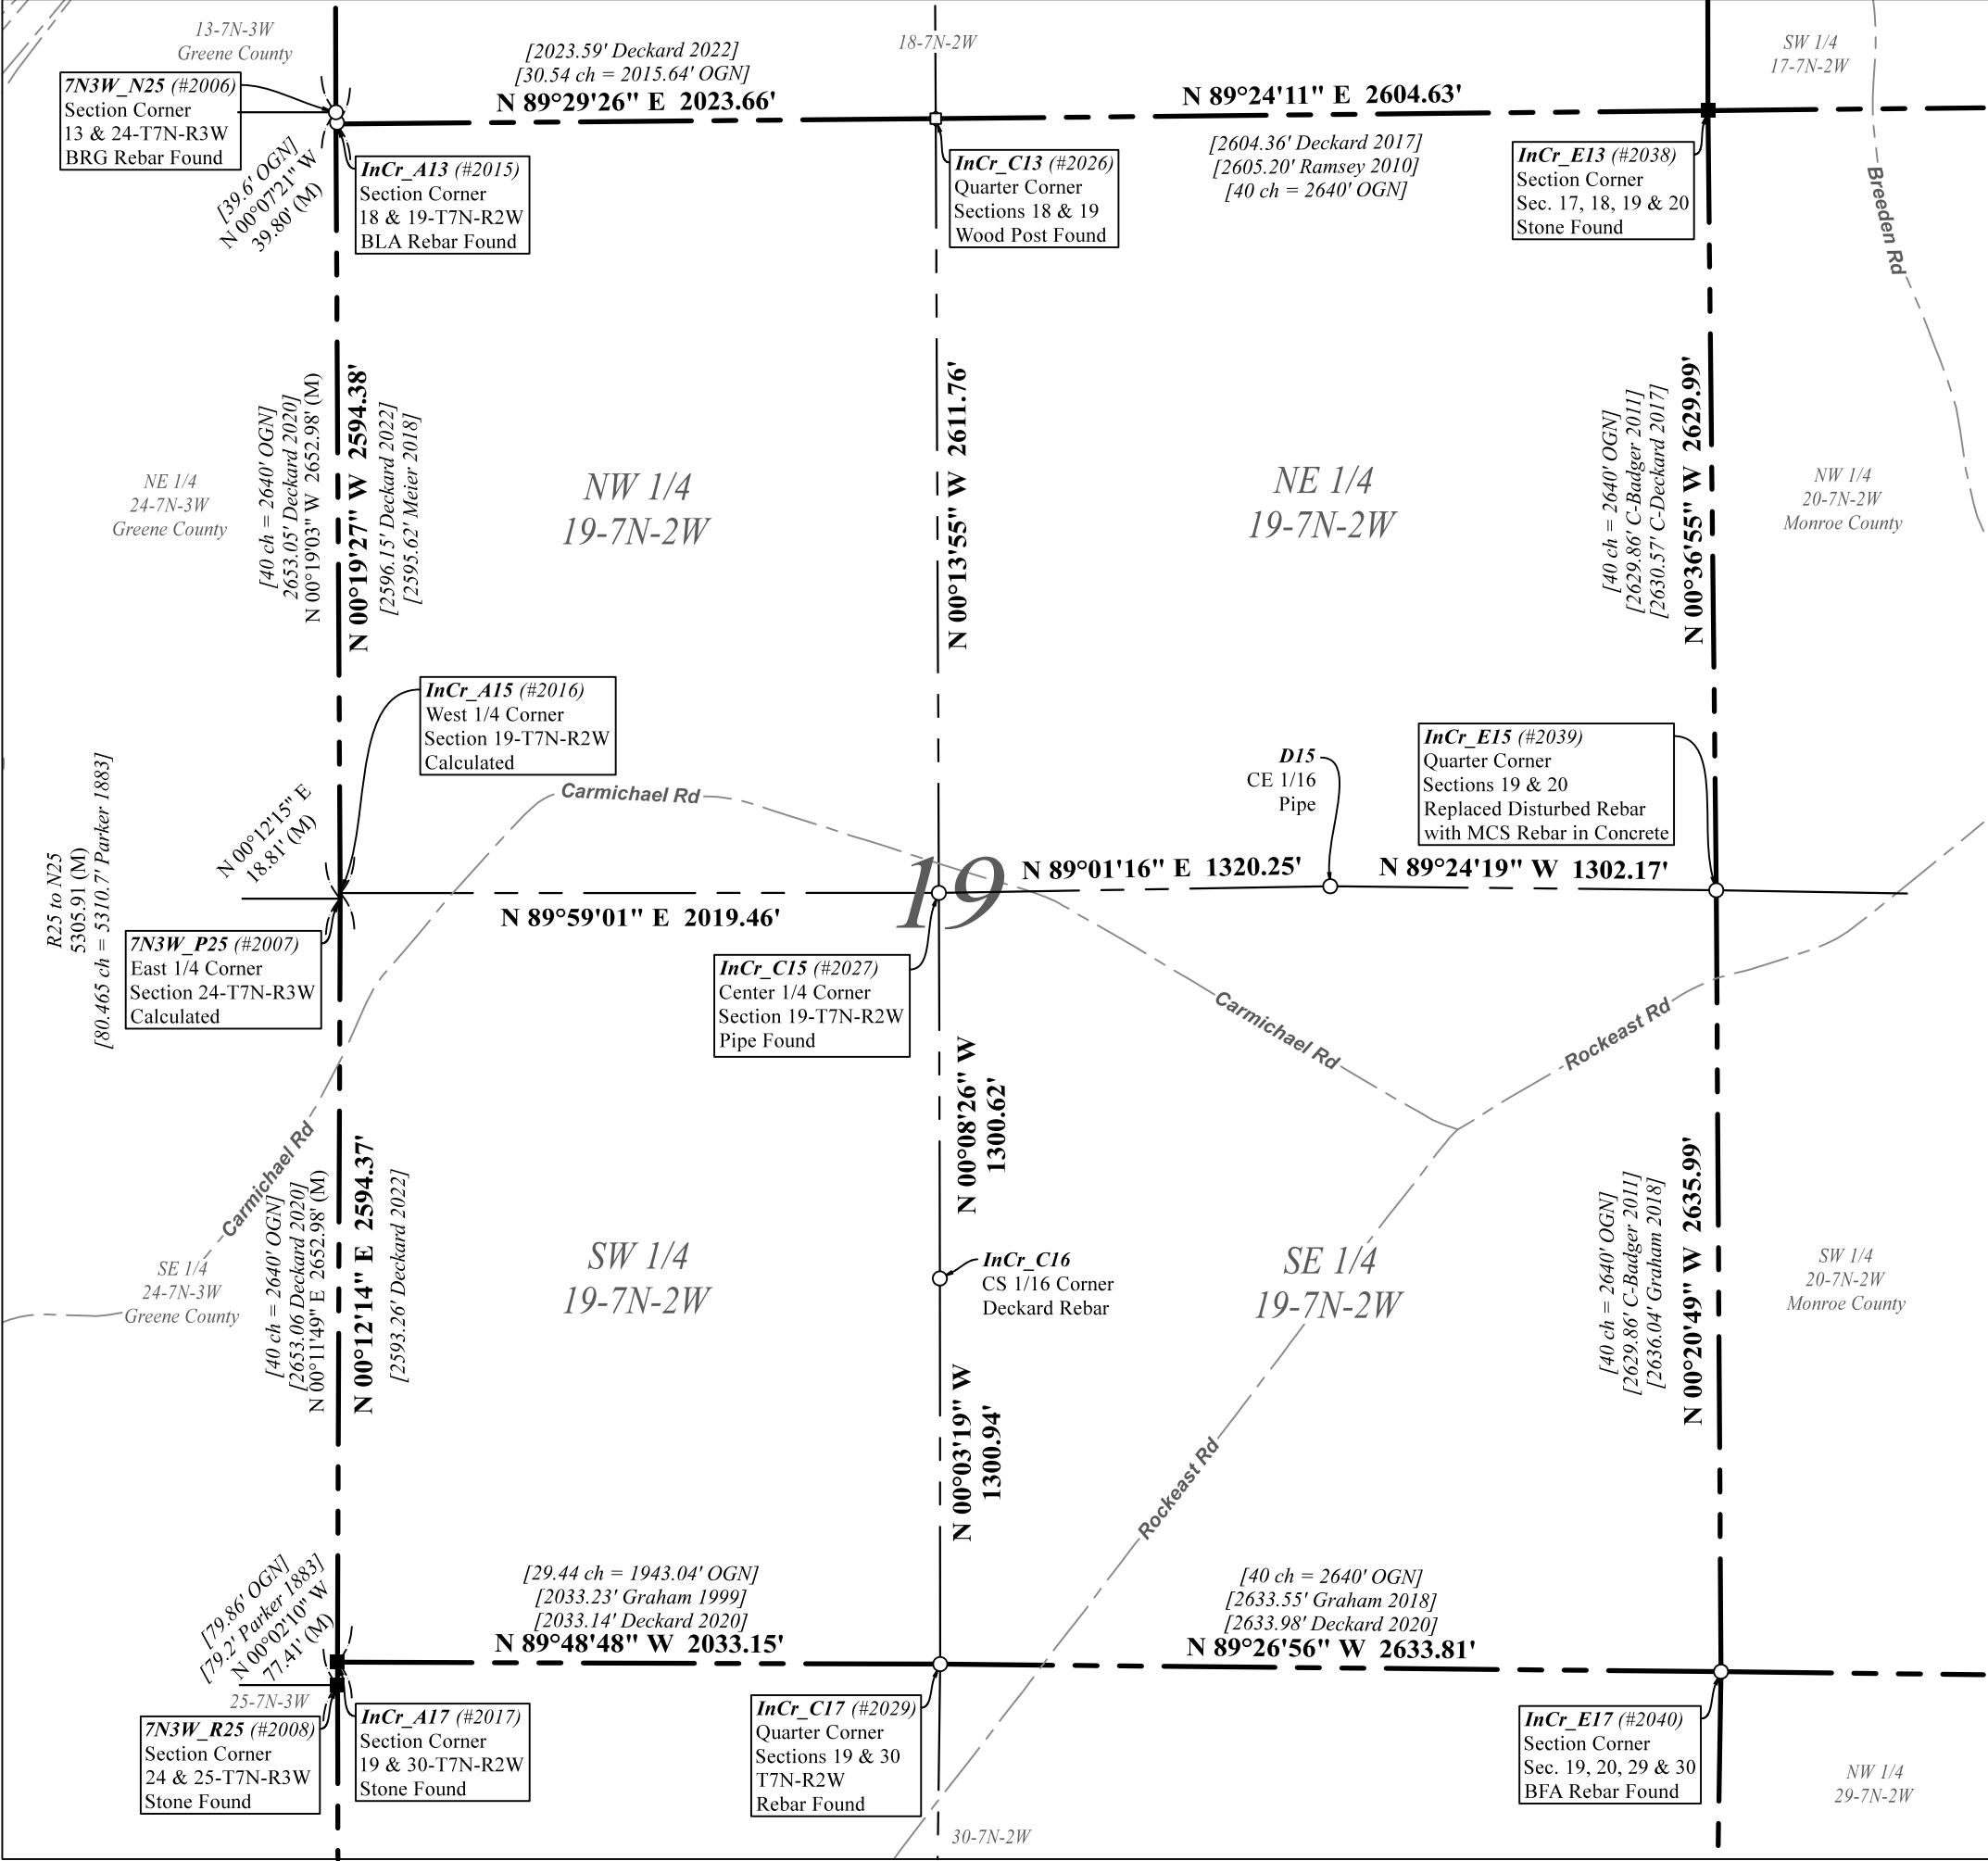 13-7N-3W
Greene County
[2023.59' Deckard 2022]
[30.54 ch = 2015.64' OGN]
N 89°29'26" E  2023.66'
18-7N-2W
N 89°24'11" E  2604.63'
[2604.36' Deckard 2017]
[2605.20' Ramsey 2010]
[40 ch = 2640' OGN]
SW 1/4
17-7N-2W
7N3W_N25 (#2006)
Section Corner
13 & 24-T7N-R3W
BRG Rebar Found
[39.6' OGN]
N 00°07'21" W
39.80' (M)
InCr_A13 (#2015)
Section Corner
18 & 19-T7N-R2W
BLA Rebar Found
InCr_C13 (#2026)
Quarter Corner
Sections 18 & 19
Wood Post Found
InCr_E13 (#2038)
Section Corner
Sec. 17, 18, 19 & 20
Stone Found
Breeden Rd
NE 1/4
24-7N-3W
Greene County
[40 ch = 2640' OGN]
2653.05' Deckard 2020]
N 00°19'03" W  2652.98' (M)
N 00°19'27" W  2594.38'
[2596.15' Deckard 2022]
[2595.62' Meier 2018]
NW 1/4
19-7N-2W
N 00°13'55" W  2611.76'
NE 1/4
19-7N-2W
[40 ch = 2640' OGN]
[2629.86' C-Badger 2011]
[2630.57' C-Deckard 2017]
N 00°36'55" W  2629.99'
NW 1/4
20-7N-2W
Monroe County
InCr_A15 (#2016)
West 1/4 Corner
Section 19-T7N-R2W
Calculated
Carmichael Rd
D15
CE 1/16
Pipe
InCr_E15 (#2039)
Quarter Corner
Sections 19 & 20
Replaced Disturbed Rebar
with MCS Rebar in Concrete
R25 to N25
5305.91 (M)
[80.465 ch = 5310.7' Parker 1883]
N 00°12'15" E
18.81' (M)
19
N 89°01'16" E  1320.25'
N 89°24'19" W  1302.17'
N 89°59'01" E  2019.46'
7N3W_P25 (#2007)
East 1/4 Corner
Section 24-T7N-R3W
Calculated
InCr_C15 (#2027)
Center 1/4 Corner
Section 19-T7N-R2W
Pipe Found
Carmichael Rd
Rockeast Rd
N 00°08'26" W
1300.62'
Carmichael Rd
SE 1/4
24-7N-3W
Greene County
[40 ch = 2640' OGN]
[2653.06 Deckard 2020]
N 00°11'49" E  2652.98' (M)
N 00°12'14" E  2594.37'
[2593.26' Deckard 2022]
SW 1/4
19-7N-2W
InCr_C16
CS 1/16 Corner
Deckard Rebar
SE 1/4
19-7N-2W
[40 ch = 2640' OGN]
[2629.86' C-Badger 2011]
[2636.04' Graham 2018]
N 00°20'49" W  2635.99'
SW 1/4
20-7N-2W
Monroe County
N 00°03'19" W
1300.94'
Rockeast Rd
[79.86' OGN]
[79.2' Parker 1883]
N 00°02'10" W
77.41' (M)
[29.44 ch = 1943.04' OGN]
[2033.23' Graham 1999]
[2033.14' Deckard 2020]
N 89°48'48" W  2033.15'
[40 ch = 2640' OGN]
[2633.55' Graham 2018]
[2633.98' Deckard 2020]
N 89°26'56" W  2633.81'
25-7N-3W
7N3W_R25 (#2008)
Section Corner
24 & 25-T7N-R3W
Stone Found
InCr_A17 (#2017)
Section Corner
19 & 30-T7N-R2W
Stone Found
InCr_C17 (#2029)
Quarter Corner
Sections 19 & 30
T7N-R2W
Rebar Found
InCr_E17 (#2040)
Section Corner
Sec. 19, 20, 29 & 30
BFA Rebar Found
NW 1/4
29-7N-2W
30-7N-2W